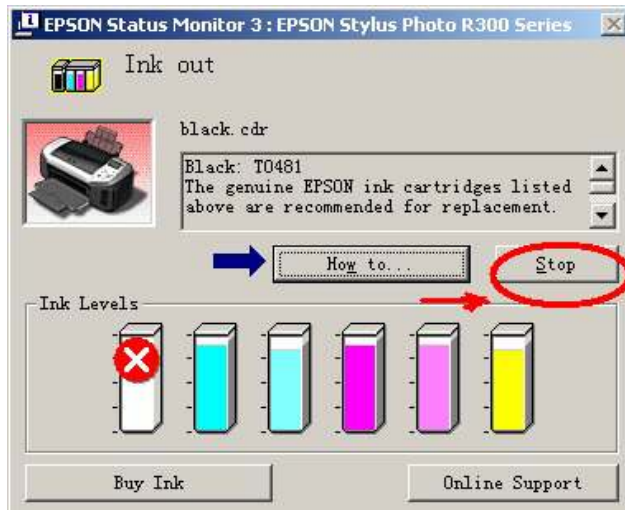 EPSON Status Monitor 3 : EPSON Stylus Photo R300 Series
Ink out
black.cdr
Black: T0481
The genuine EPSON ink cartridges listed
above are recommended for replacement.
How to...
Stop
Ink Levels
Buy Ink
Online Support